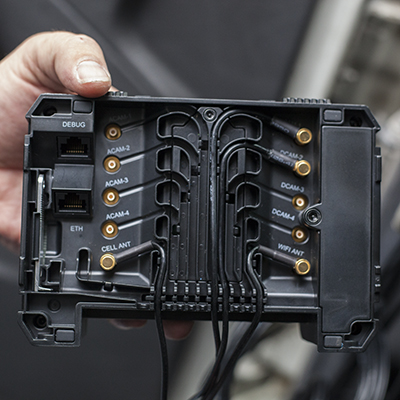 DEBUG
ACAM-2
ACAM-3
ACAM-4
ETH
CELL ANT
DCAM-2
DCAM-3
DCAM-4
WIFI ANT